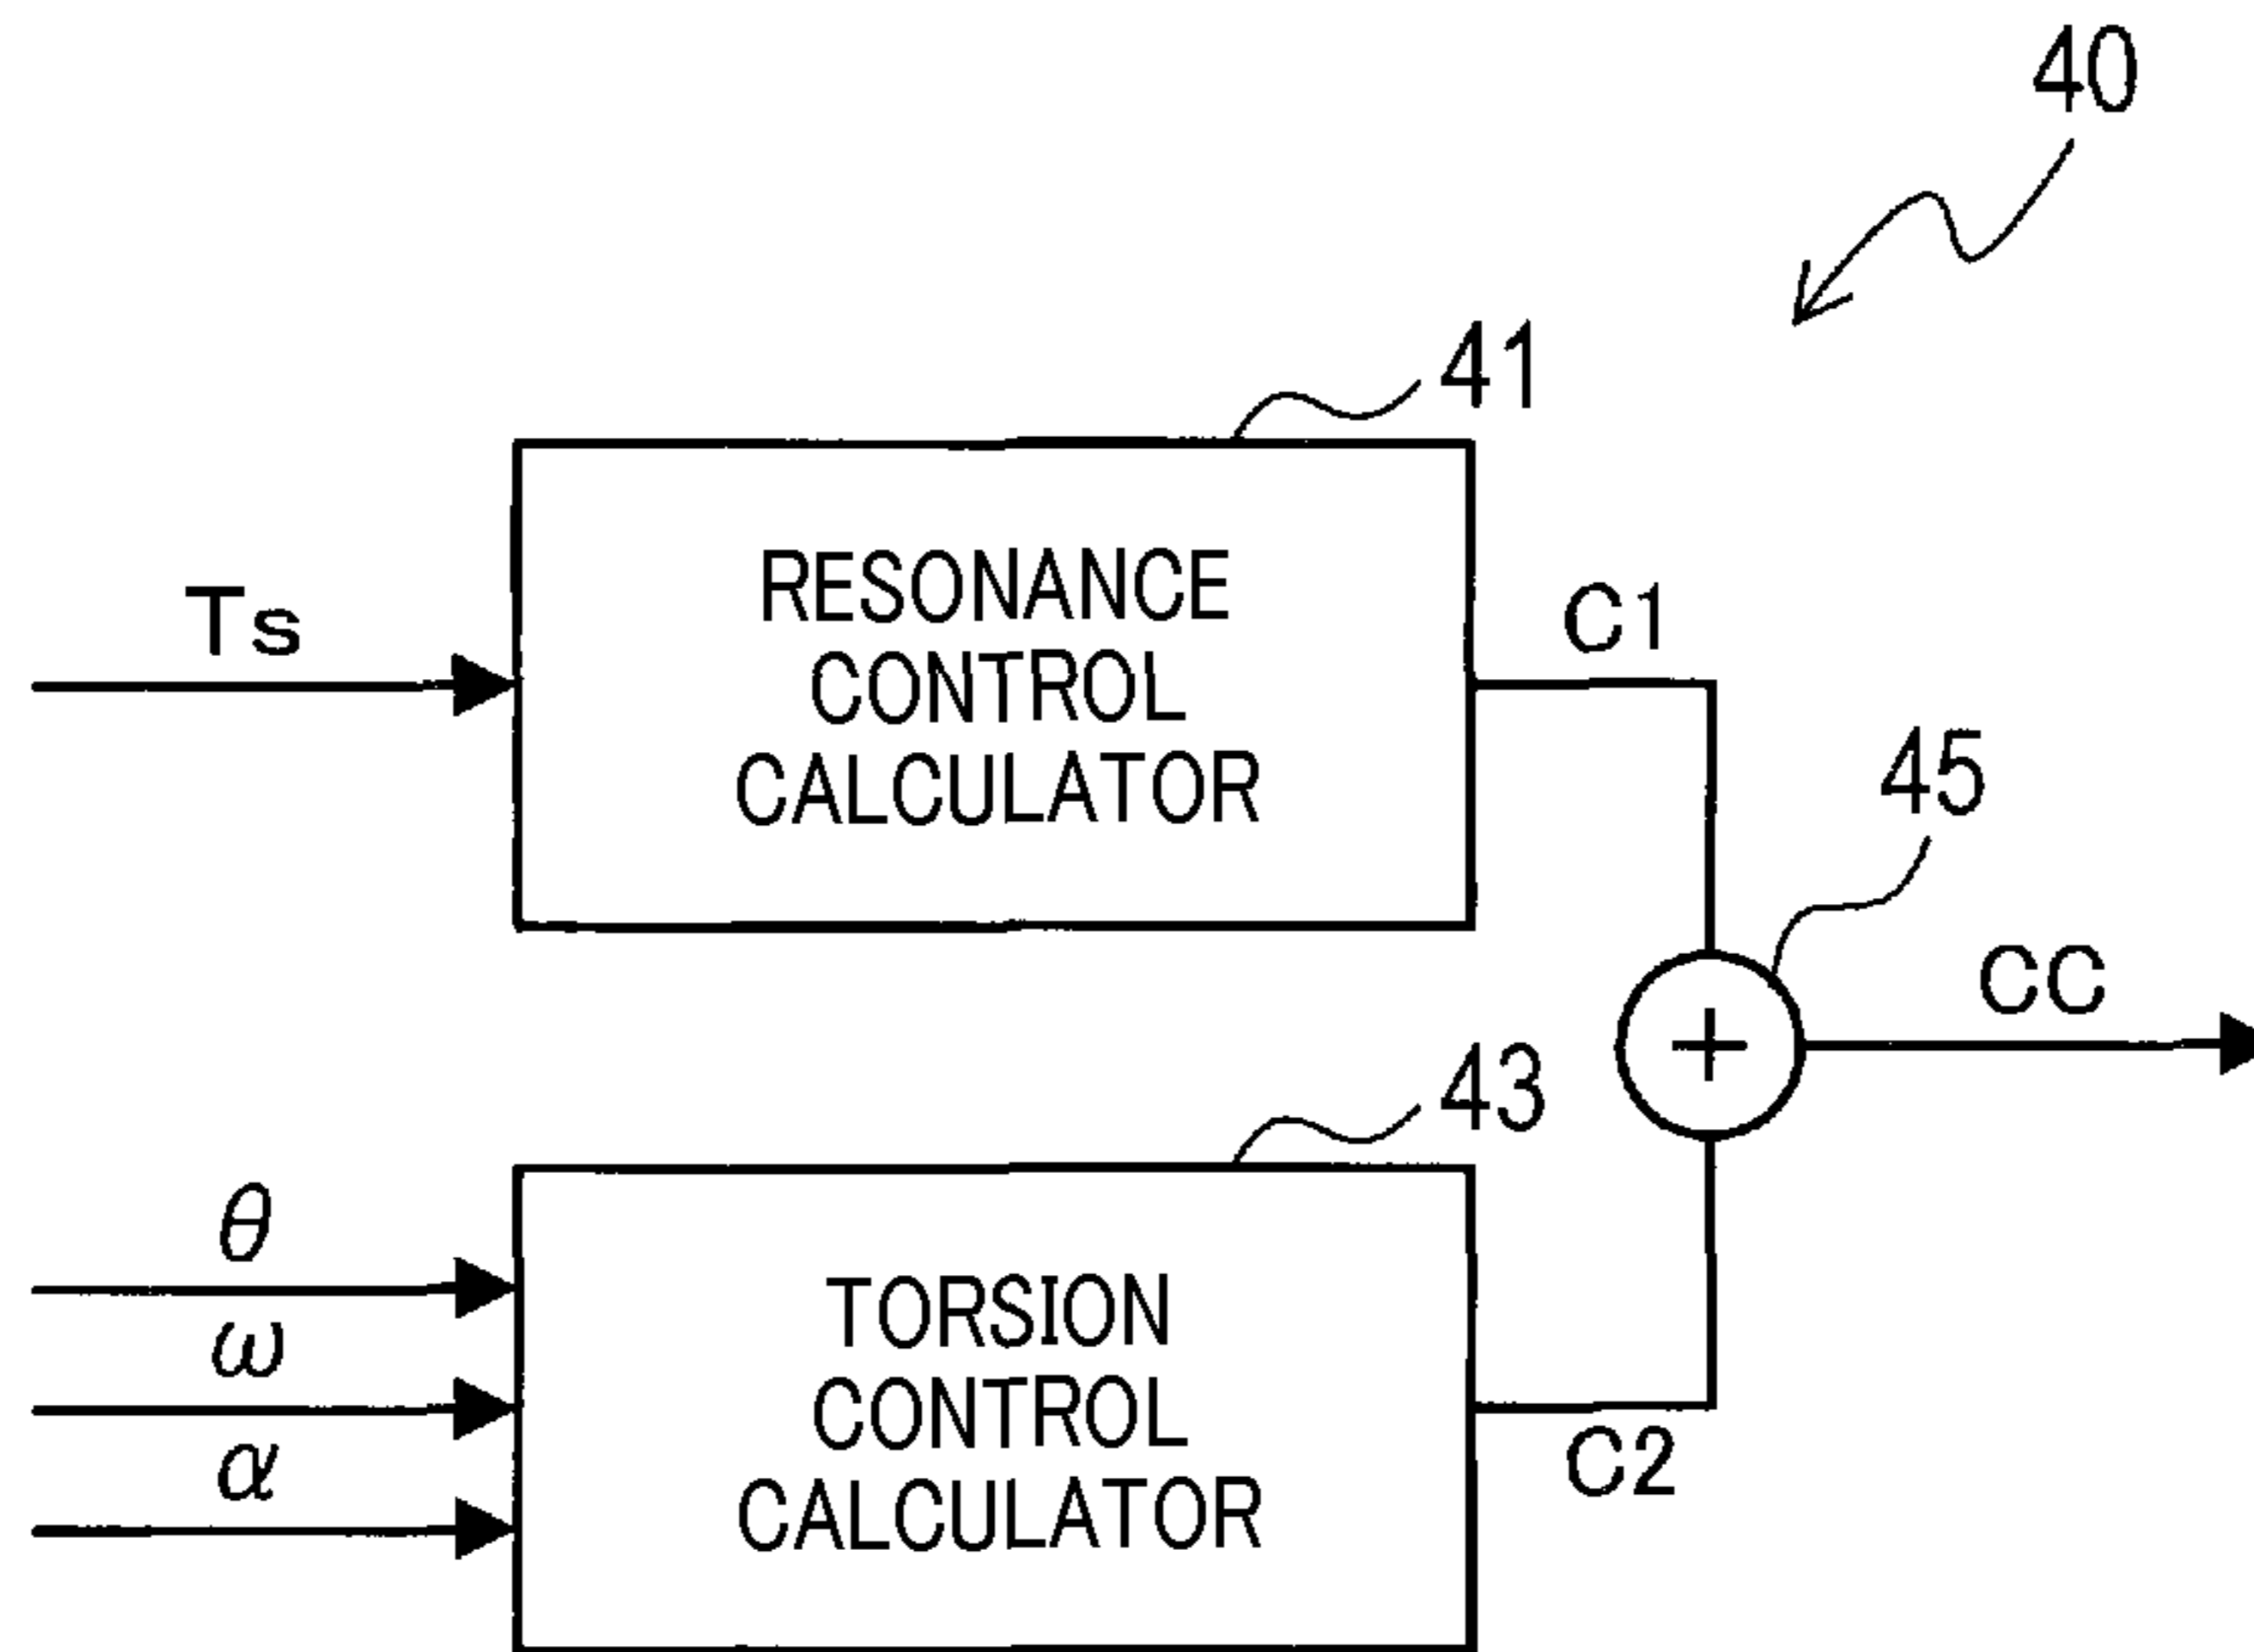 40
41
Ts
RESONANCE
CONTROL
CALCULATOR
C1
45
CC
+
43
θ
ω
α
TORSION
CONTROL
CALCULATOR
C2